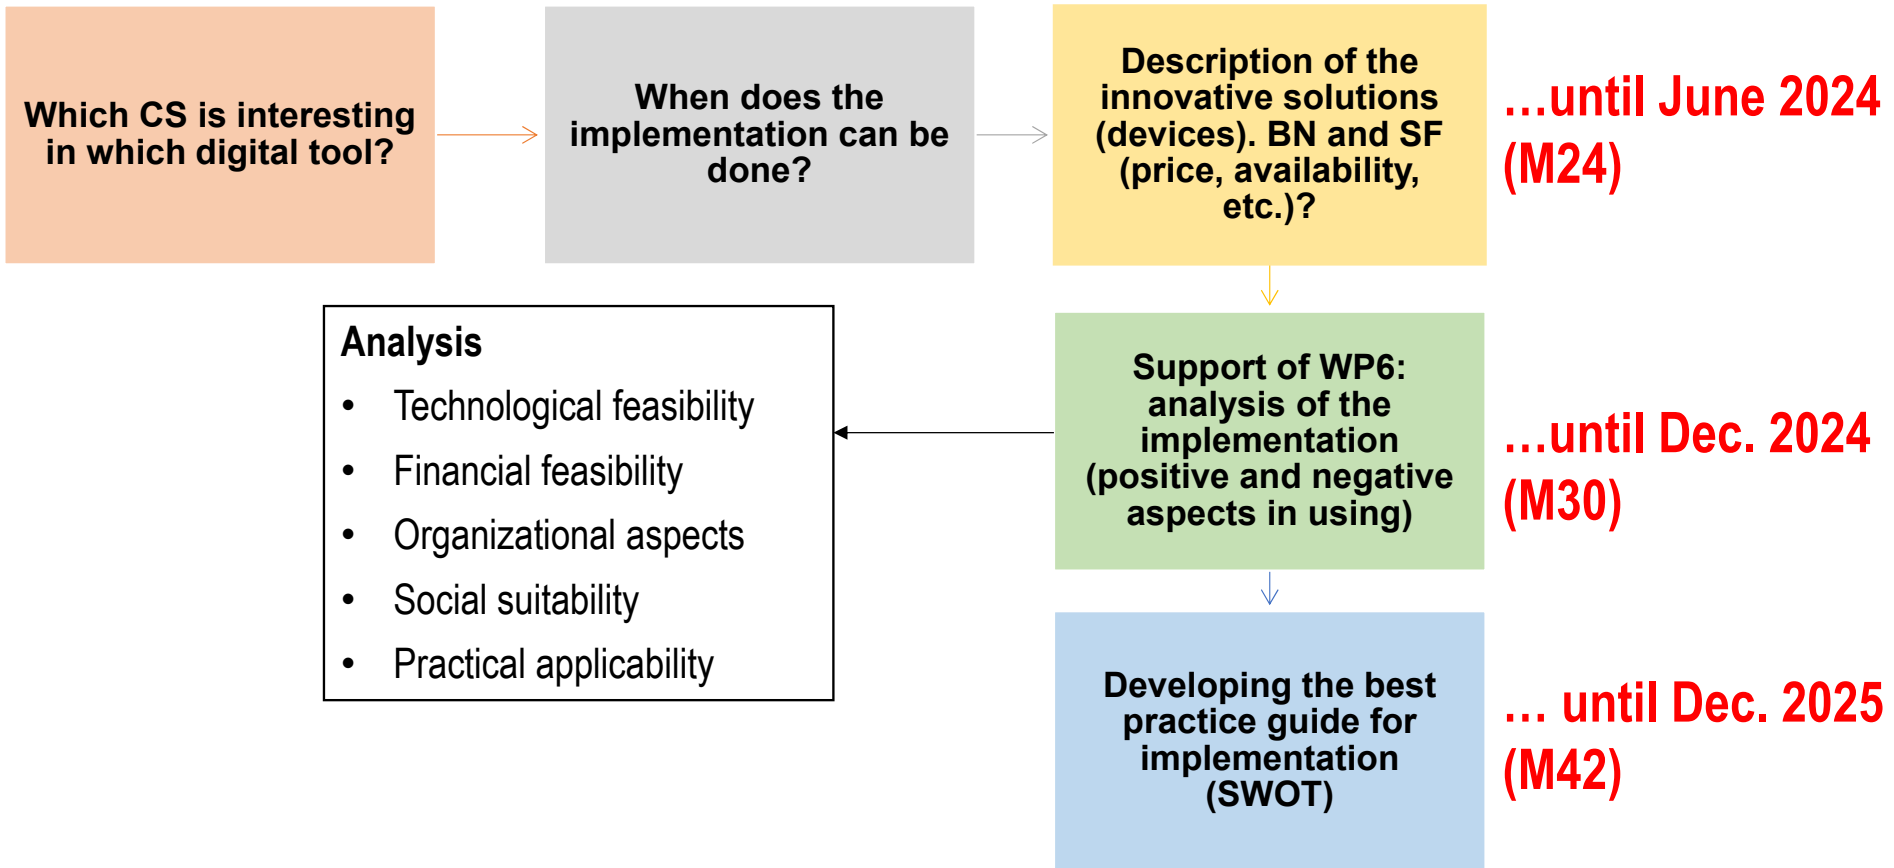 Which CS is interesting
in which digital tool?
When does the
implementation can be
done?
Description of the
innovative solutions
(devices). BN and SF
(price, availability,
etc.)?
…until June 2024
(M24)
Analysis
• Technological feasibility
• Financial feasibility
• Organizational aspects
• Social suitability
• Practical applicability
Support of WP6:
analysis of the
implementation
(positive and negative
aspects in using)
…until Dec. 2024
(M30)
Developing the best
practice guide for
implementation
(SWOT)
… until Dec. 2025
(M42)